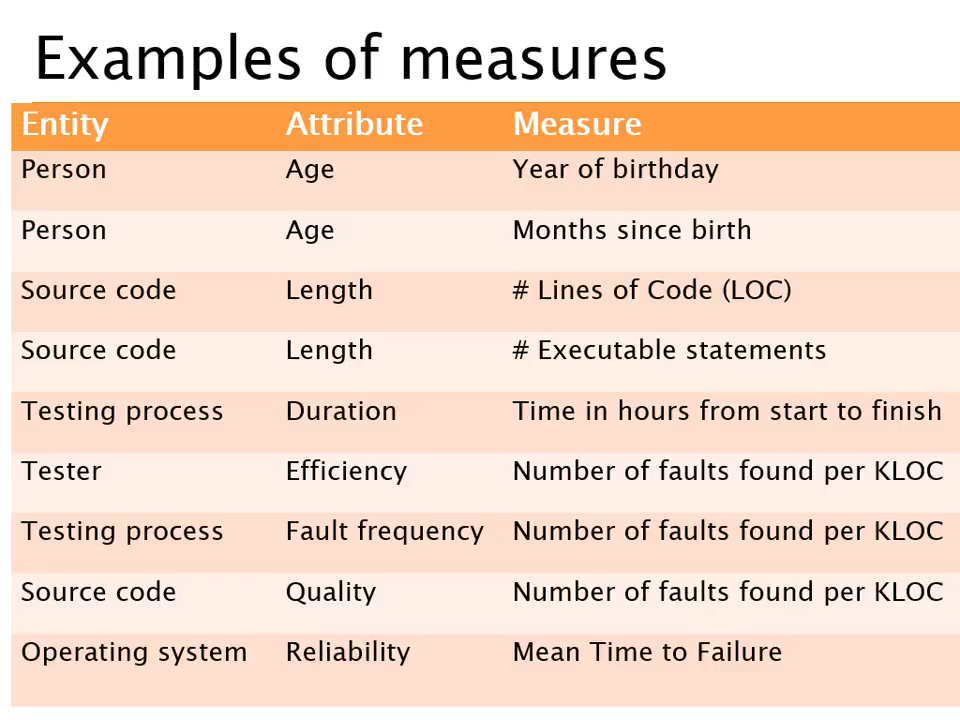 Examples of measures
Entity Attribute Measure
Person Age Year of birthday
Person Age Months since birth
Source code Length # Lines of Code (LOC)
Source code Length # Executable statements
Testing process Duration Time in hours from start to finish
Tester Efficiency Number of faults found per KLOC
Testing process Fault frequency Number of faults found per KLOC
Source code Quality Number of faults found per KLOC
Operating system Reliability Mean Time to Failure